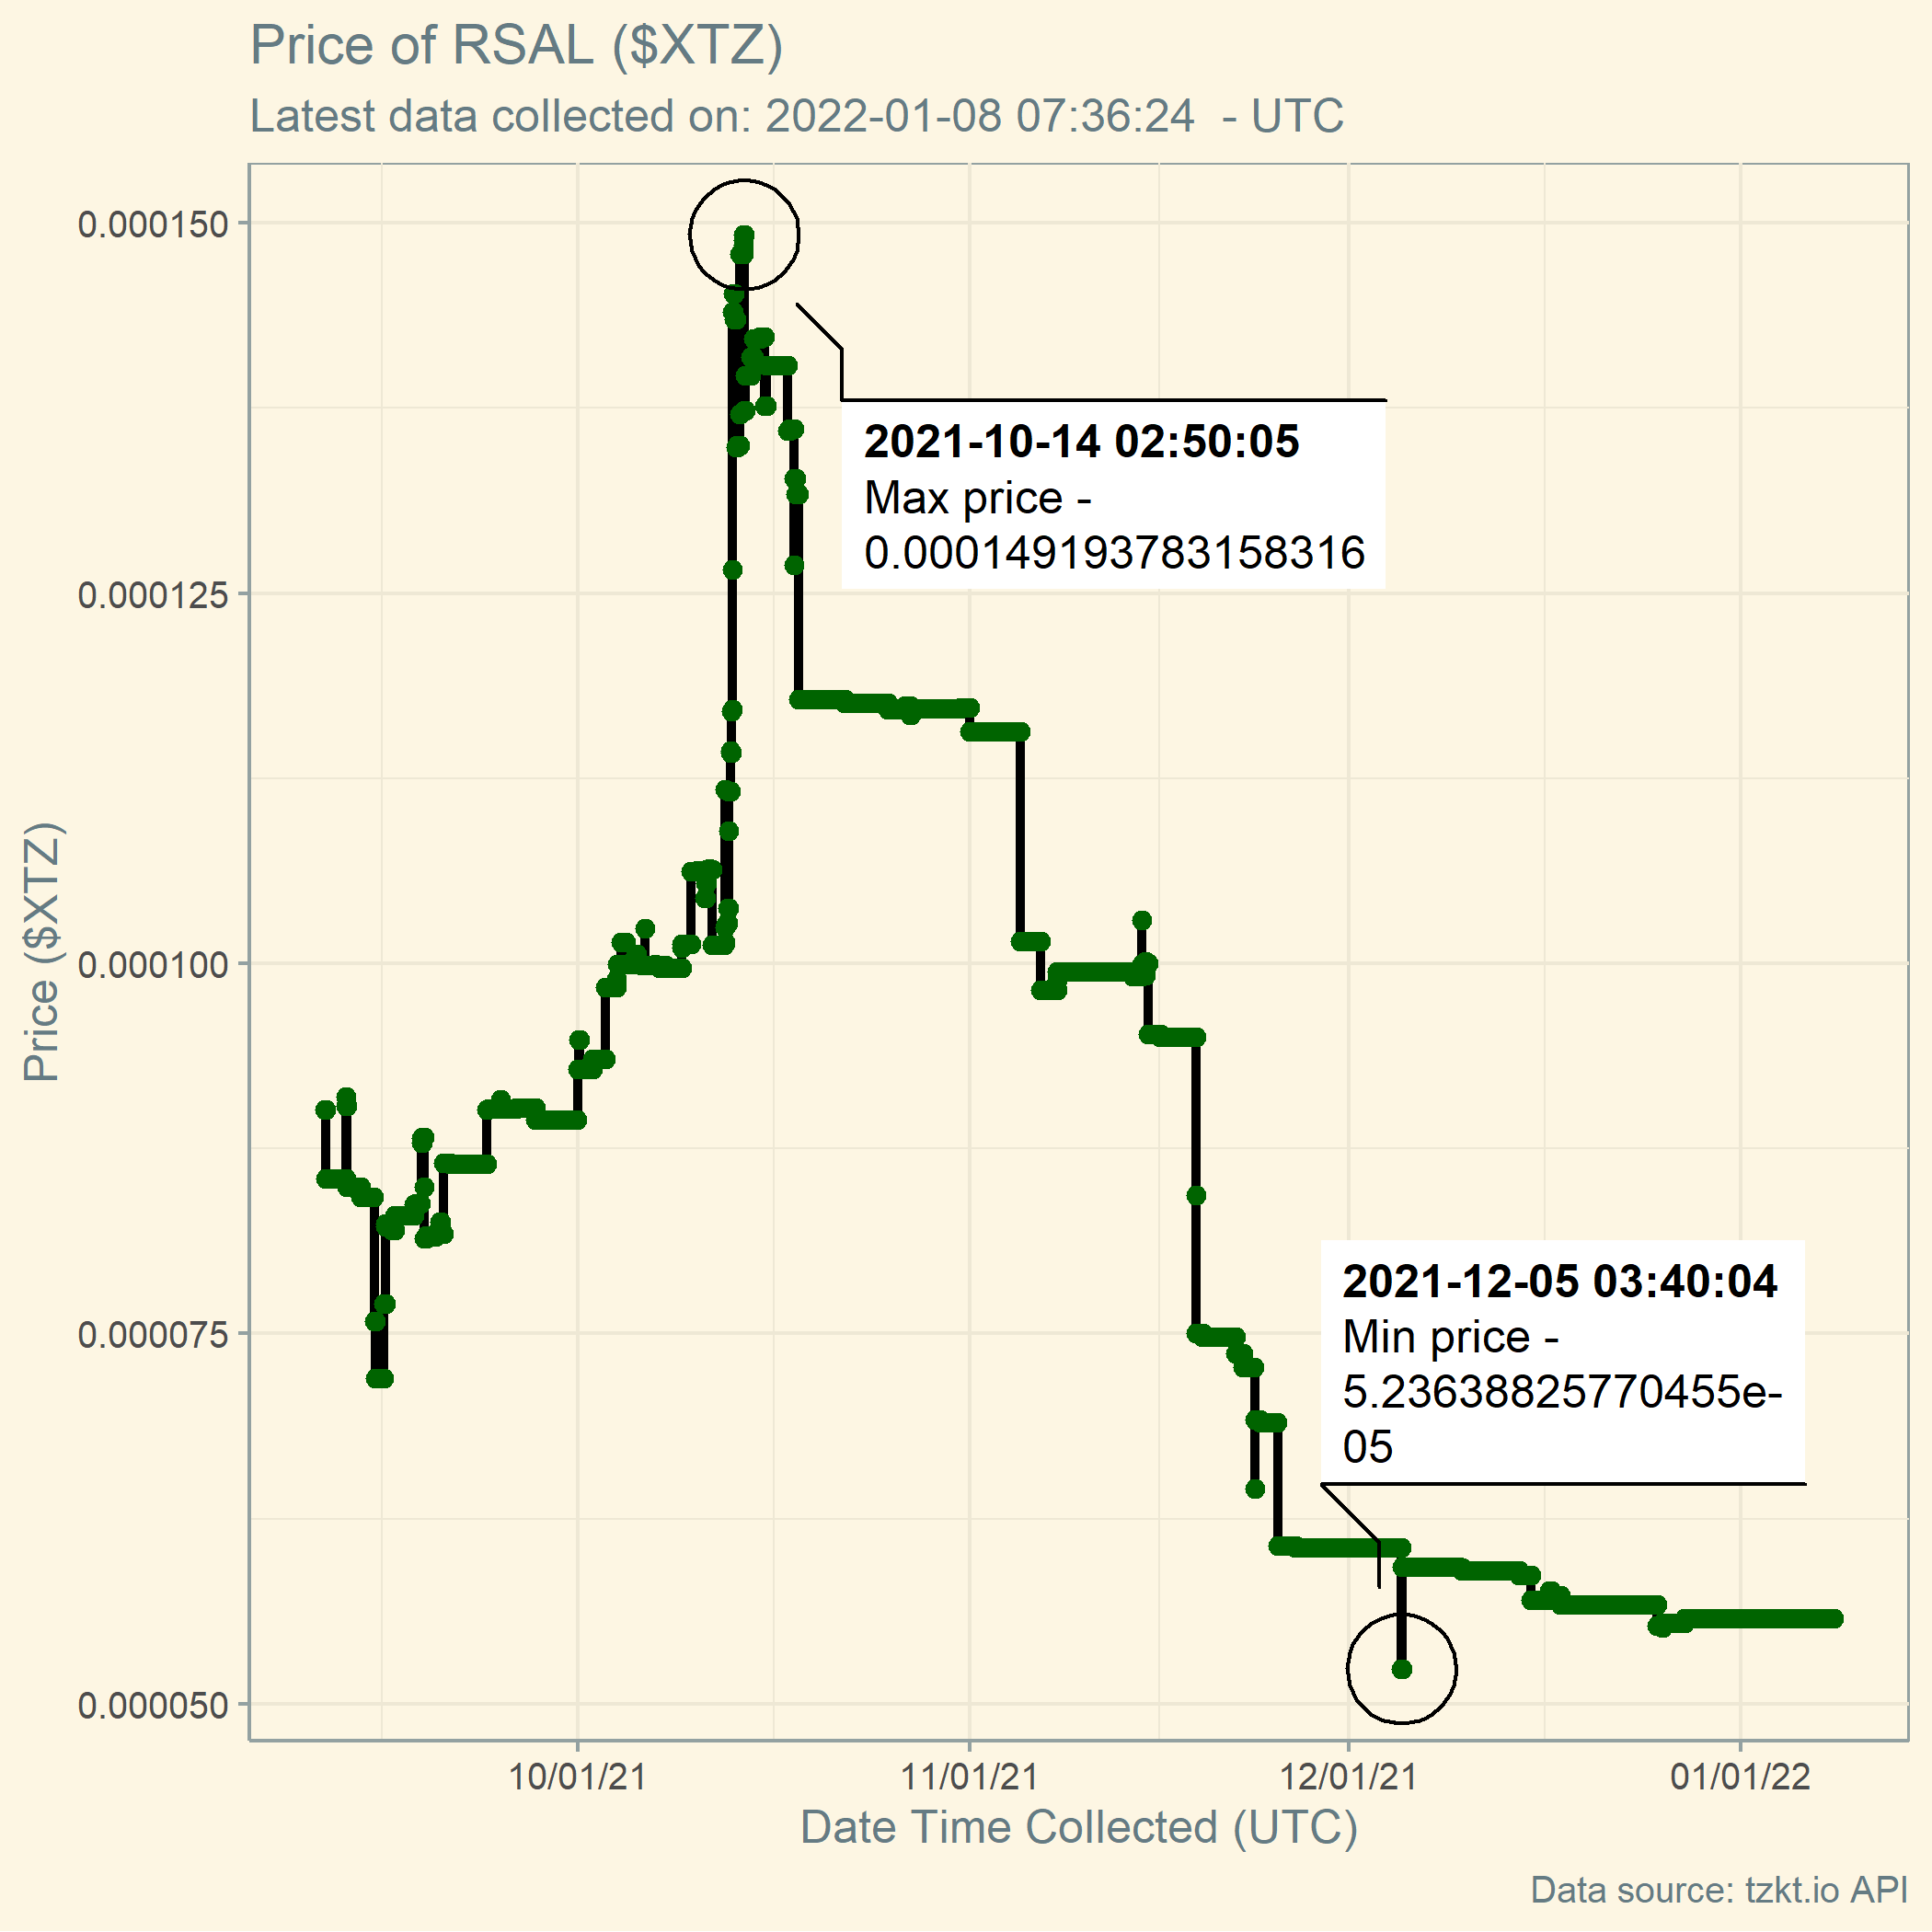 Price of RSAL ($XTZ)
Latest data collected on: 2022-01-08 07:36:24  - UTC
0.000150
0.000125
0.000100
0.000075
0.000050
Price ($XTZ)
2021-10-14 02:50:05
Max price -
0.000149193783158316
2021-12-05 03:40:04
Min price -
5.23638825770455e-
05
10/01/21
11/01/21
12/01/21
01/01/22
Date Time Collected (UTC)
Data source: tzkt.io API